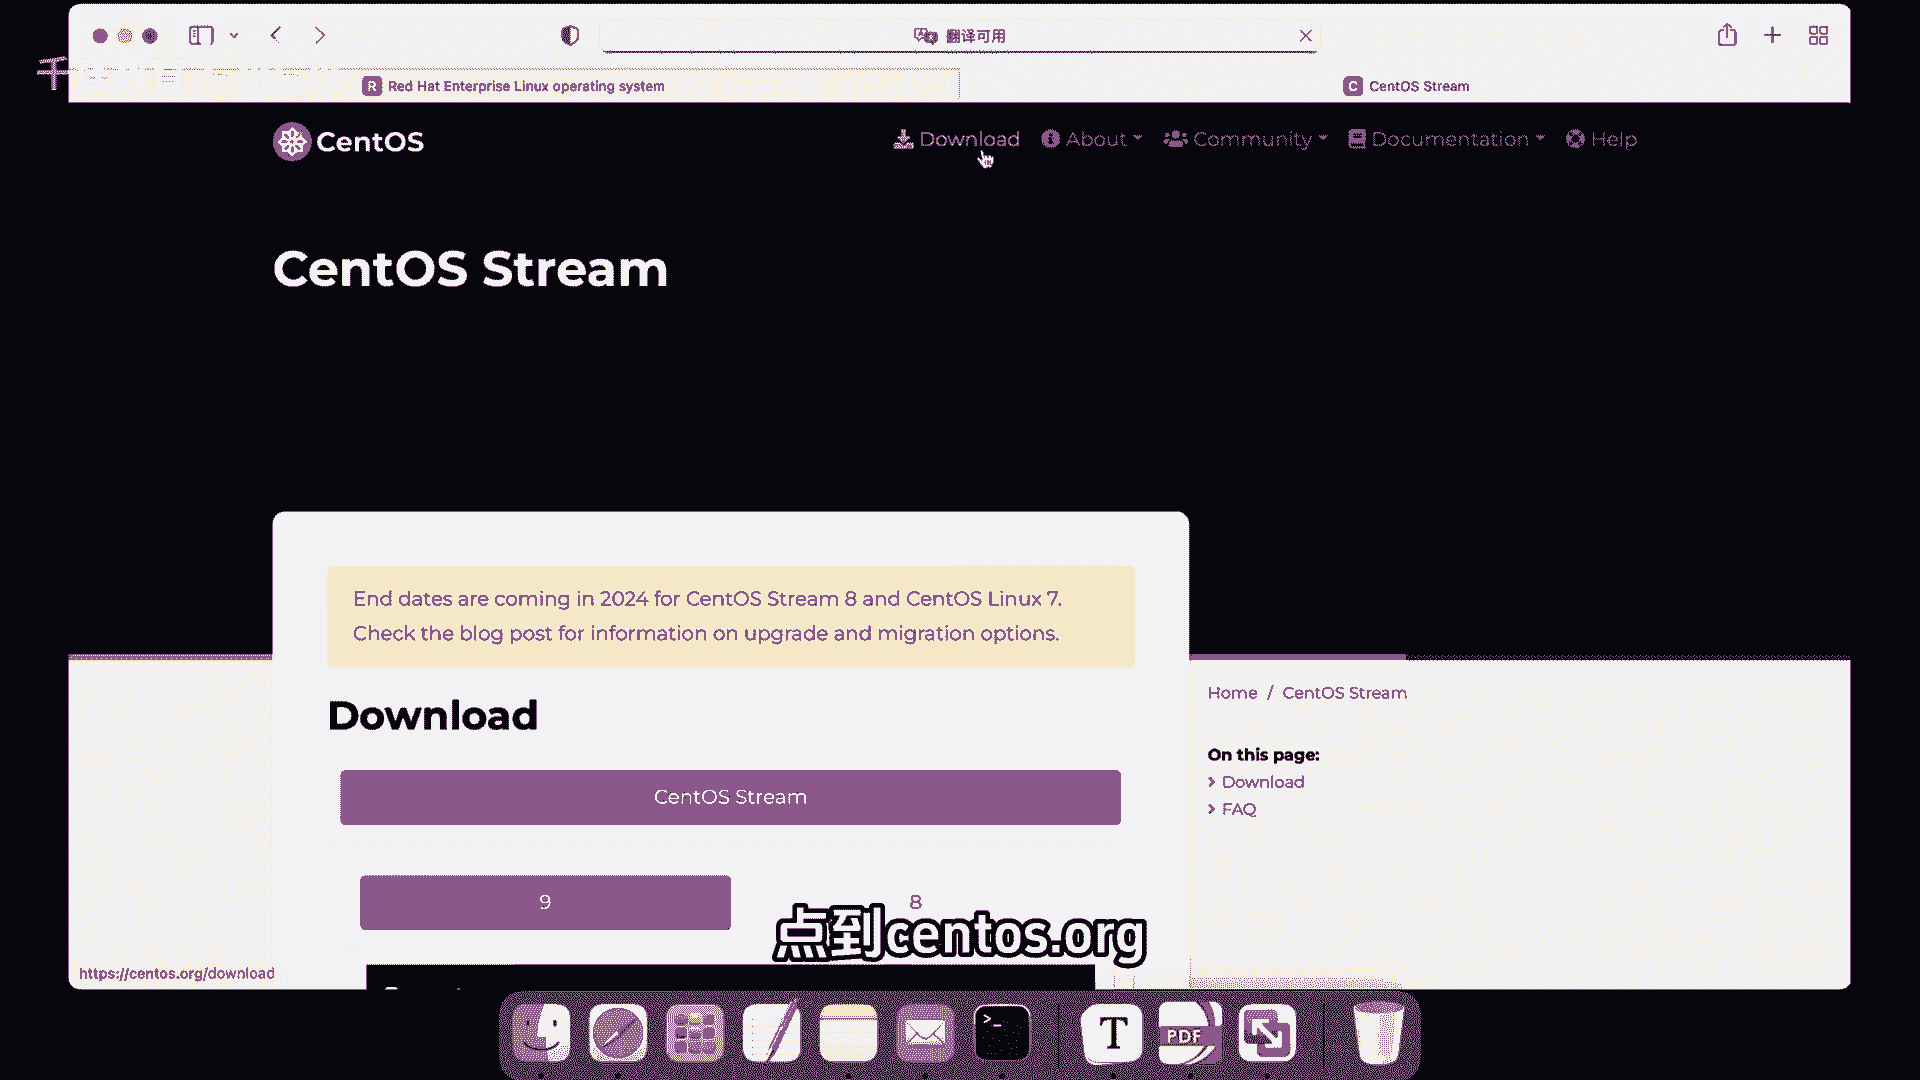 翻译可用
千
R Red Hat Enterprise Linux operating system
C CentOS Stream
CentOS
Download
About
Community
Documentation
Help
CentOS Stream
End dates are coming in 2024 for CentOS Stream 8 and CentOS Linux 7.
Check the blog post for information on upgrade and migration options.
Download
CentOS Stream
9
8
Home / CentOS Stream
On this page:
Download
FAQ
点到centos.org
https://centos.org/download
T
PDF